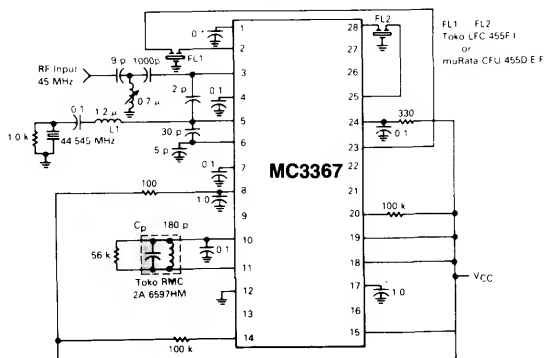 FL1 FL2
Toko LFC 455F I
or
muRata CFU 455D E F
FL2
FL1
0.1
9 p
1000p
RF Input
45 MHz
0.7 µ
2 p
0.1
1.2 µ
L1
1.0 k
44.545 MHz
30 p
5 p
0.1
100
1.0
Cp
180 p
56 k
0.1
Toko RMC
2A 6597HM
100 k
MC3367
1
2
3
4
5
6
7
8
9
10
11
12
13
14
28
27
26
25
24
23
22
21
20
19
18
17
16
15
330
0.1
100 k
VCC
1.0